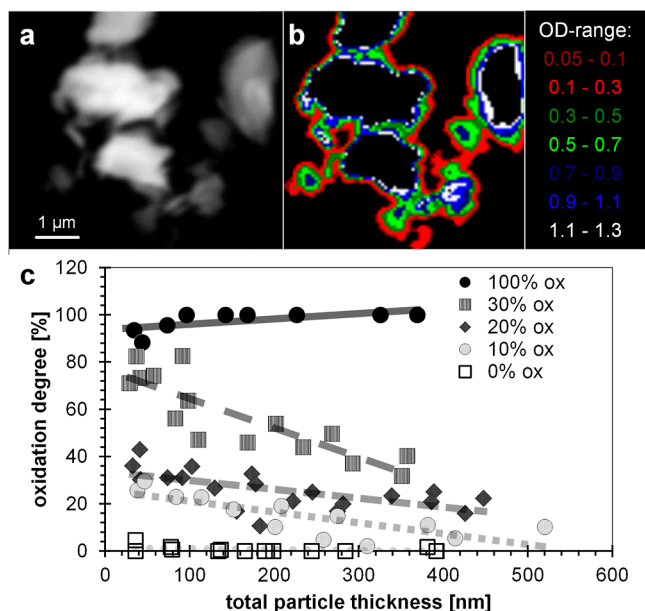 a
1 µm
b
OD-range:
0.05 - 0.1
0.1 - 0.3
0.3 - 0.5
0.5 - 0.7
0.7 - 0.9
0.9 - 1.1
1.1 - 1.3
c
120
100
80
60
40
20
0
oxidation degree [%]
100% ox
30% ox
20% ox
10% ox
0% ox
0
100
200
300
400
500
600
total particle thickness [nm]